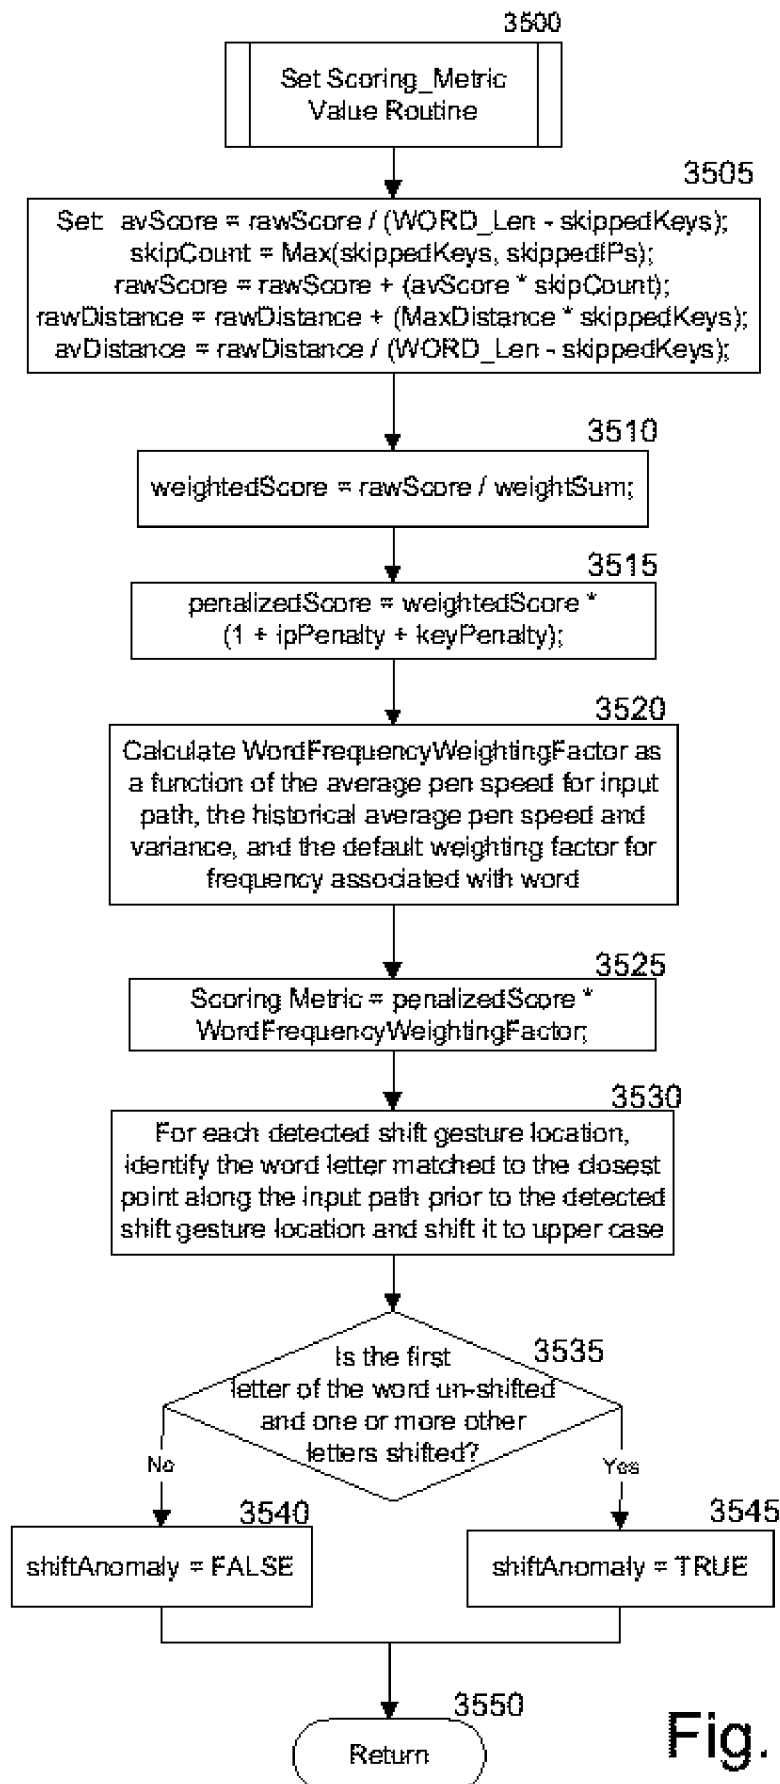 3500
Set Scoring_Metric
Value Routine
3505
Set: avScore = rawScore / (WORD_Len - skippedKeys);
skipCount = Max(skippedKeys, skippedIPs);
rawScore = rawScore + (avScore * skipCount);
rawDistance = rawDistance + (MaxDistance * skippedKeys);
avDistance = rawDistance / (WORD_Len - skippedKeys);
3510
weightedScore = rawScore / weightSum;
3515
penalizedScore = weightedScore *
(1 + ipPenalty + keyPenalty);
3520
Calculate WordFrequencyWeightingFactor as
a function of the average pen speed for input
path, the historical average pen speed and
variance, and the default weighting factor for
frequency associated with word
3525
Scoring Metric = penalizedScore *
WordFrequencyWeightingFactor;
3530
For each detected shift gesture location,
identify the word letter matched to the closest
point along the input path prior to the detected
shift gesture location and shift it to upper case
3535
Is the first
letter of the word un-shifted
and one or more other
letters shifted?
No
Yes
3540
3545
shiftAnomaly = FALSE
shiftAnomaly = TRUE
3550
Return
Fig.